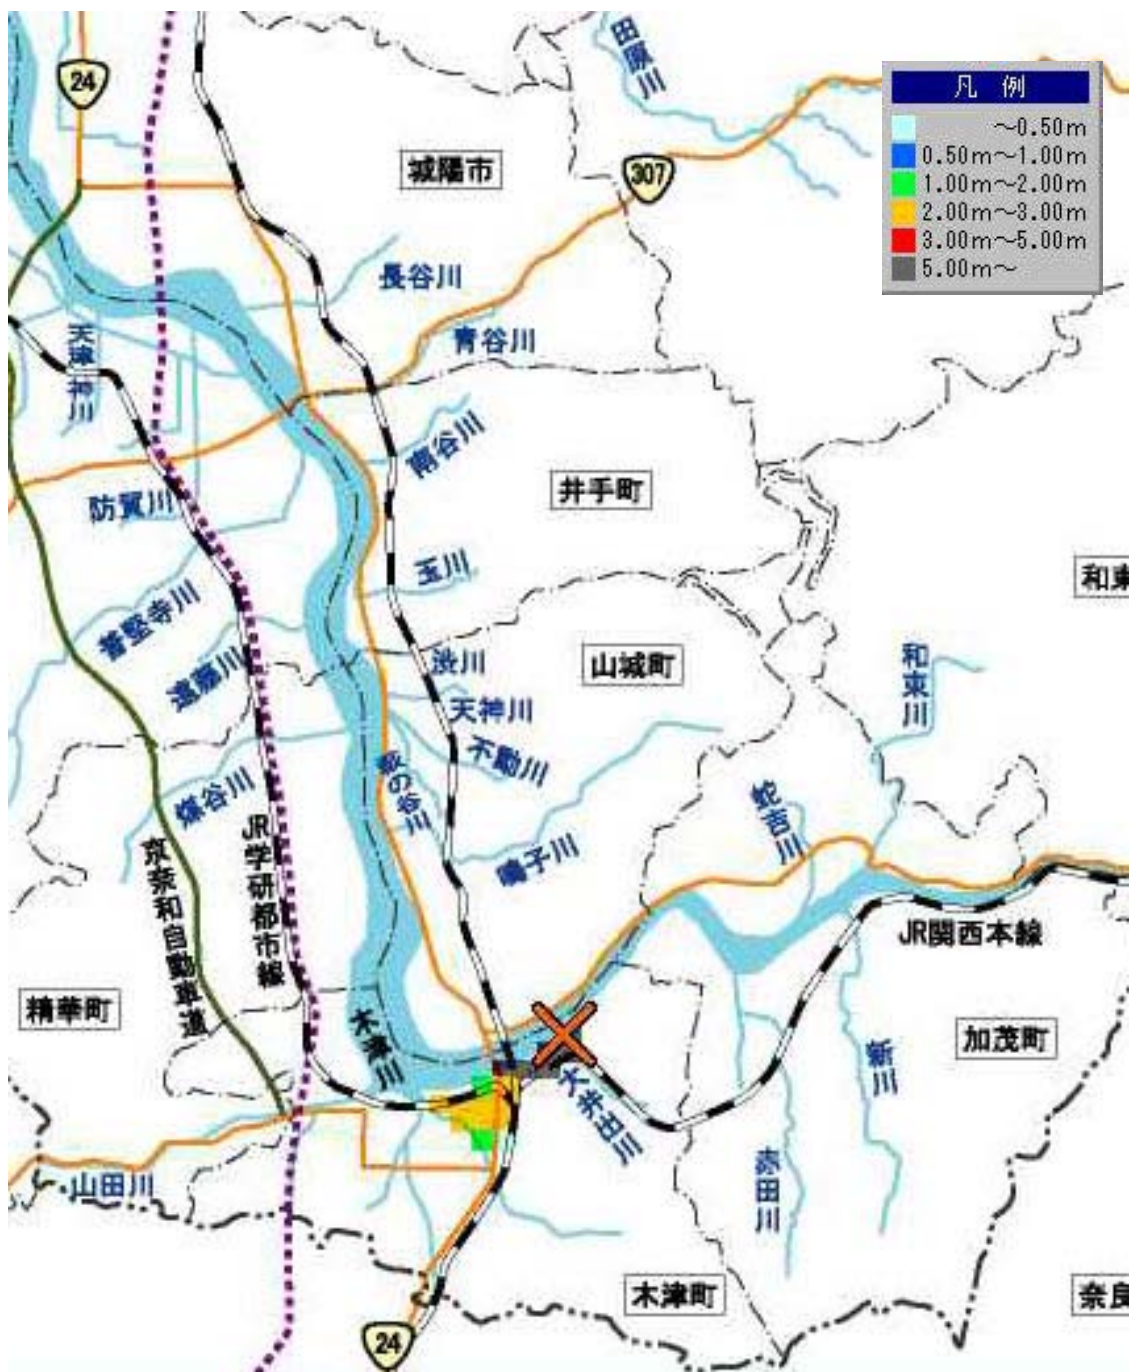 田原川
24
凡 例
～0.50m
0.50m～1.00m
1.00m～2.00m
2.00m～3.00m
3.00m～5.00m
5.00m～
城陽市
307
長谷川
青谷川
天津神川
南谷川
井手町
防賀川
玉川
和東
普賢寺川
渋川
山城町
和東川
遠藤川
天神川
不動川
煤谷川
蛇吉川
鳴子川
JR学研都市線
京奈和自動車道
JR関西本線
精華町
木津川
加茂町
新川
大井出川
赤田川
山田川
木津町
奈良
24